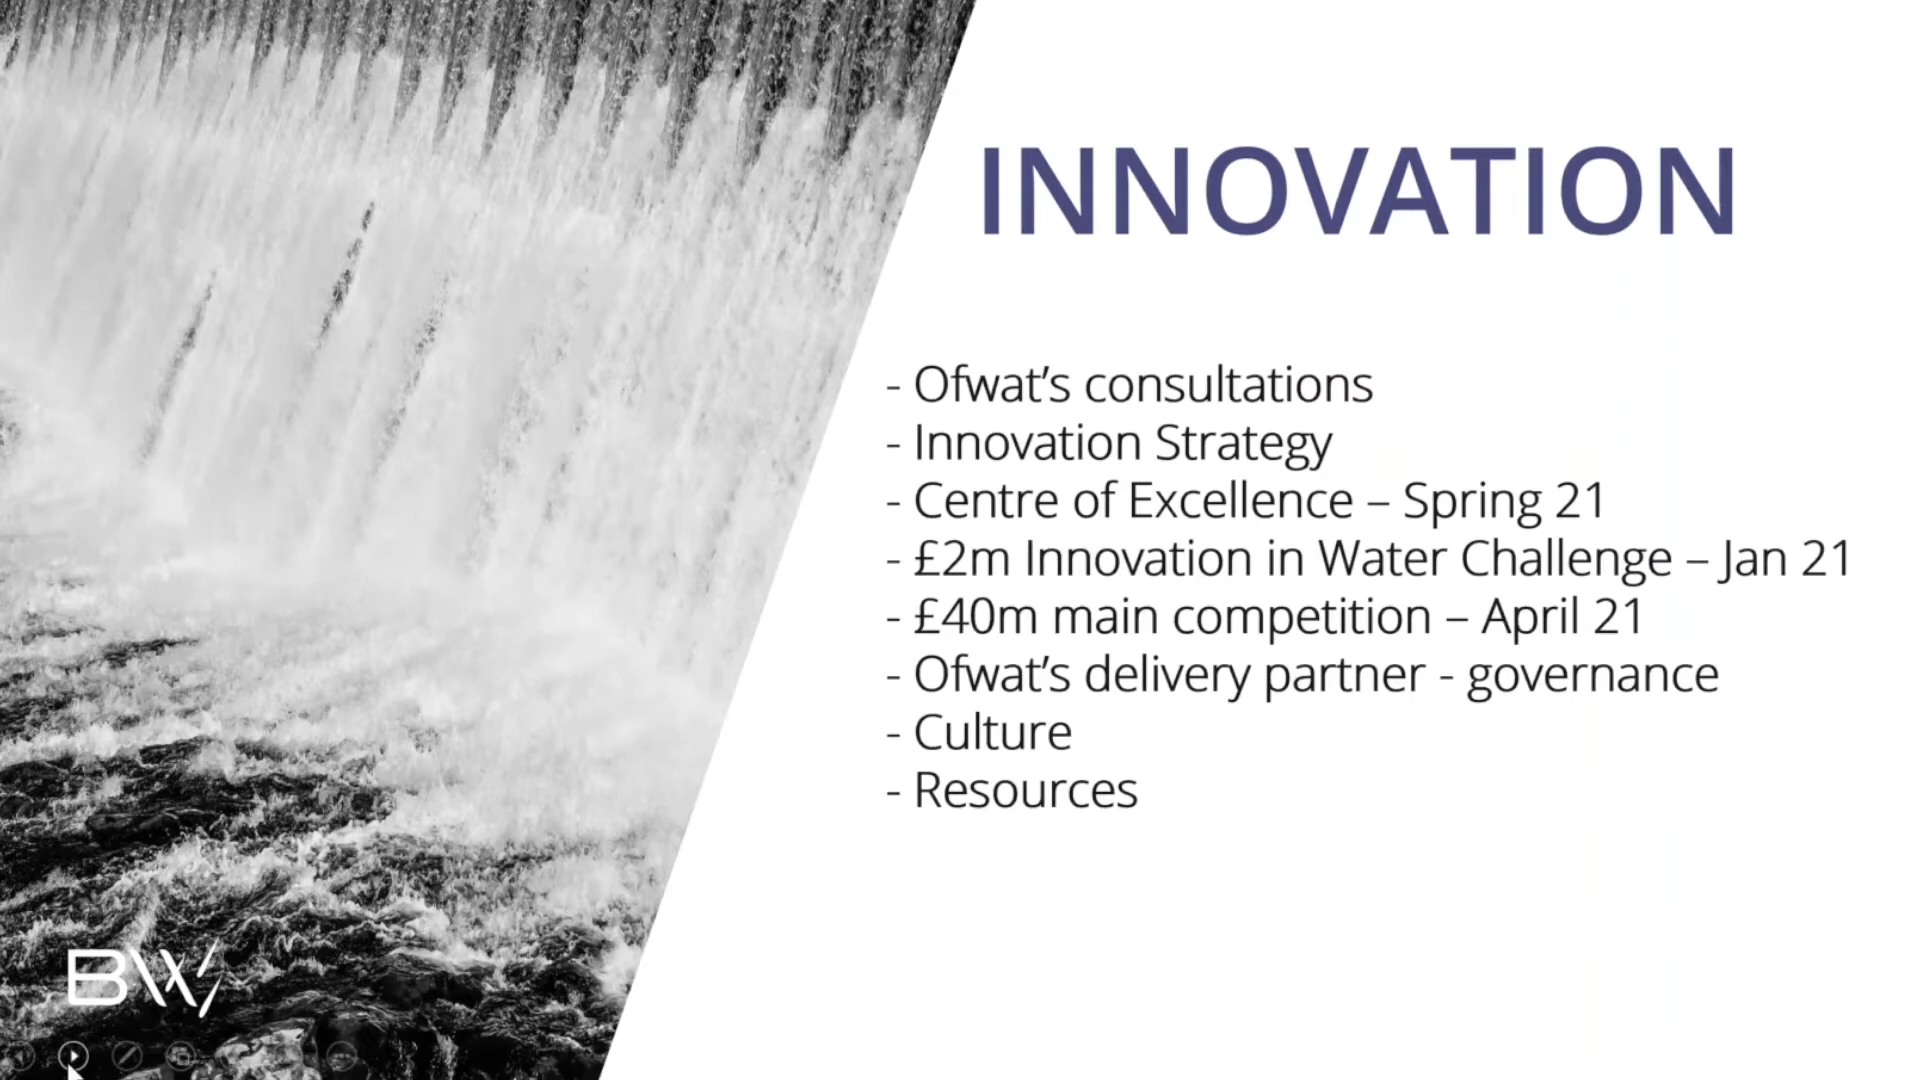 INNOVATION
- Ofwat’s consultations
- Innovation Strategy
- Centre of Excellence – Spring 21
- £2m Innovation in Water Challenge – Jan 21
- £40m main competition – April 21
- Ofwat’s delivery partner - governance
- Culture
- Resources
BW